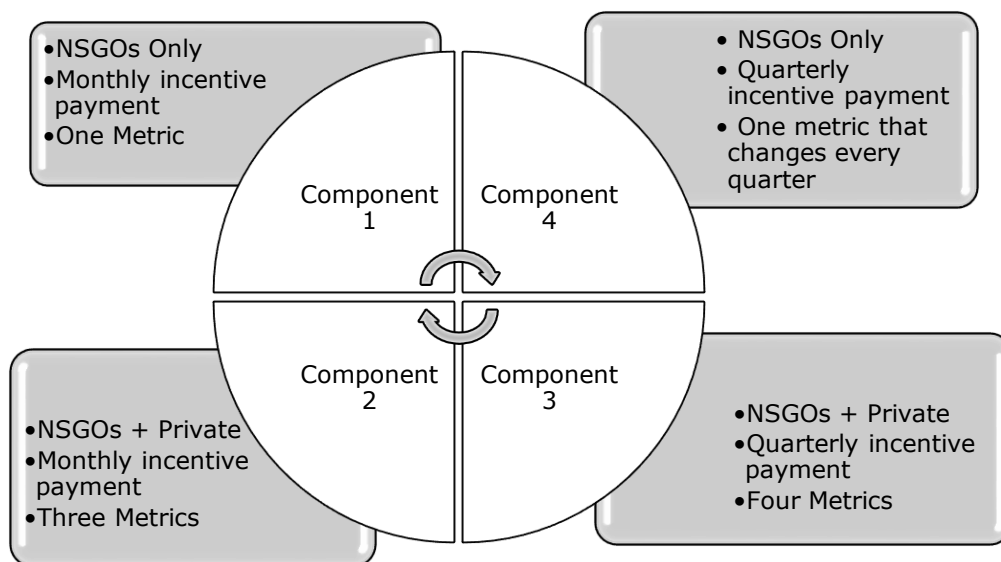 •NSGOs Only
•Monthly incentive
payment
•One Metric
• NSGOs Only
• Quarterly
incentive payment
• One metric that
changes every
quarter
Component
1
Component
4
Component
2
Component
3
•NSGOs + Private
•Monthly incentive
payment
•Three Metrics
•NSGOs + Private
•Quarterly incentive
payment
•Four Metrics